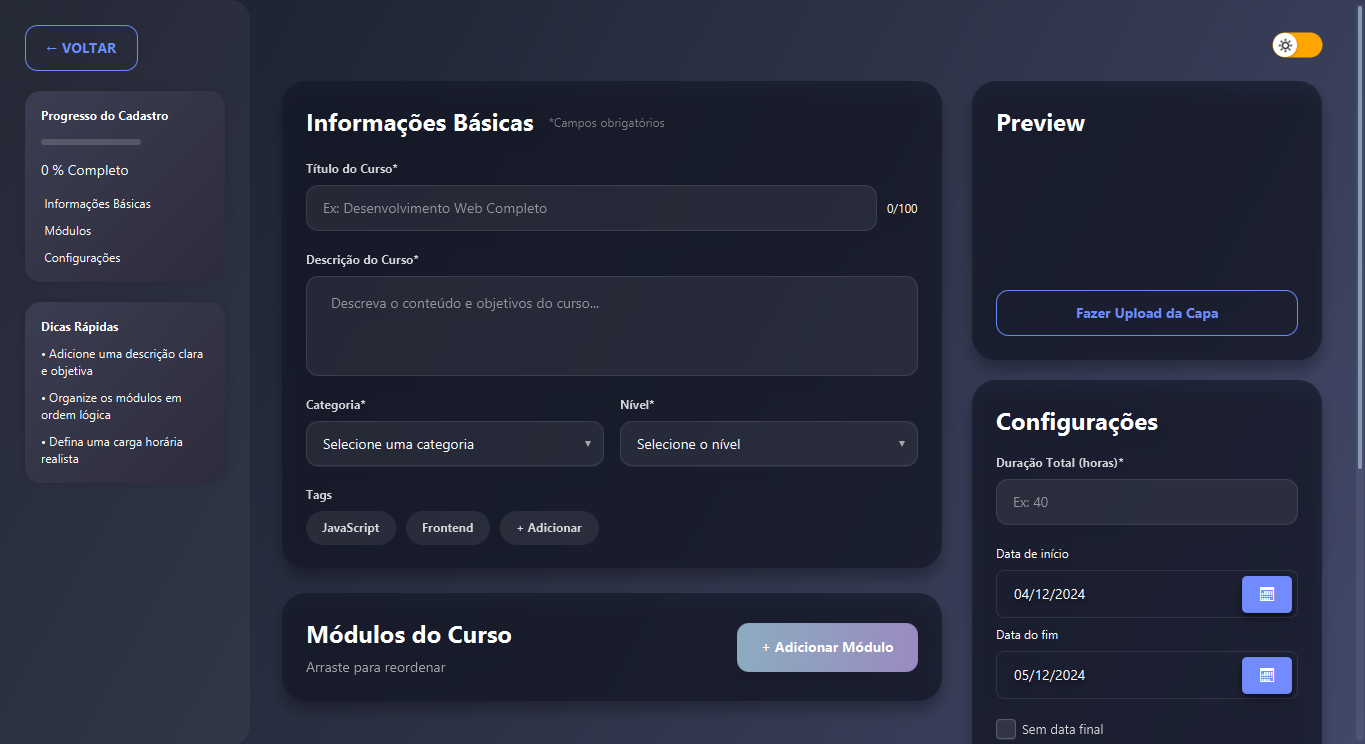 ← VOLTAR
Progresso do Cadastro
0 % Completo
Informações Básicas
Módulos
Configurações
Dicas Rápidas
• Adicione uma descrição clara
e objetiva
• Organize os módulos em
ordem lógica
• Defina uma carga horária
realista
Informações Básicas *Campos obrigatórios
Título do Curso*
Ex: Desenvolvimento Web Completo
0/100
Descrição do Curso*
Descreva o conteúdo e objetivos do curso...
Categoria* Nível*
Selecione uma categoria Selecione o nível
Tags
JavaScript Frontend + Adicionar
Módulos do Curso
Arraste para reordenar
+ Adicionar Módulo
Preview
Fazer Upload da Capa
Configurações
Duração Total (horas)*
Ex: 40
Data de início
04/12/2024
Data do fim
05/12/2024
Sem data final